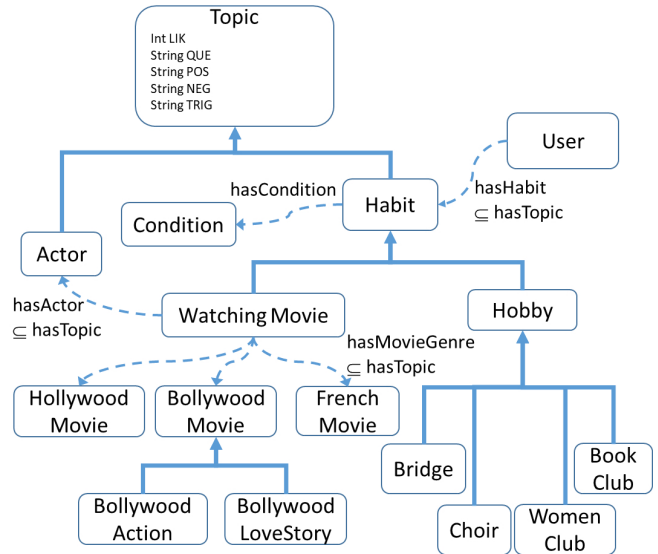 Topic
Int LIK
String QUE
String POS
String NEG
String TRIG
User
hasCondition
Habit
hasHabit
⊆ hasTopic
Condition
Actor
hasActor
⊆ hasTopic
Watching Movie
Hobby
hasMovieGenre
⊆ hasTopic
Hollywood
Movie
Bollywood
Movie
French
Movie
Bridge
Book
Club
Bollywood
Action
Bollywood
LoveStory
Choir
Women
Club